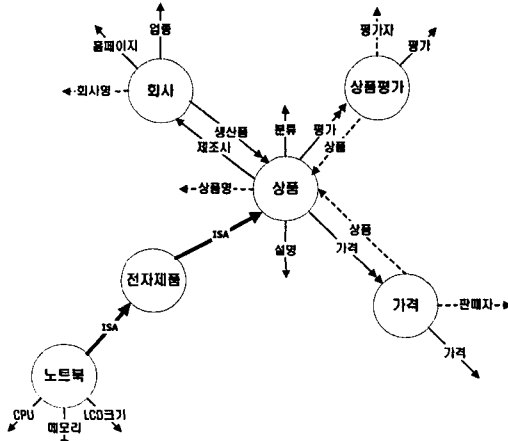 업종
평가자
홈페이지
평가
회사명
회사
상품평가
생산품
분류
평가
제조사
상품
상품명
상품
상품
ISA
설명
가격
전자제품
가격
판매자
ISA
가격
노트북
CPU
메모리
LCD크기